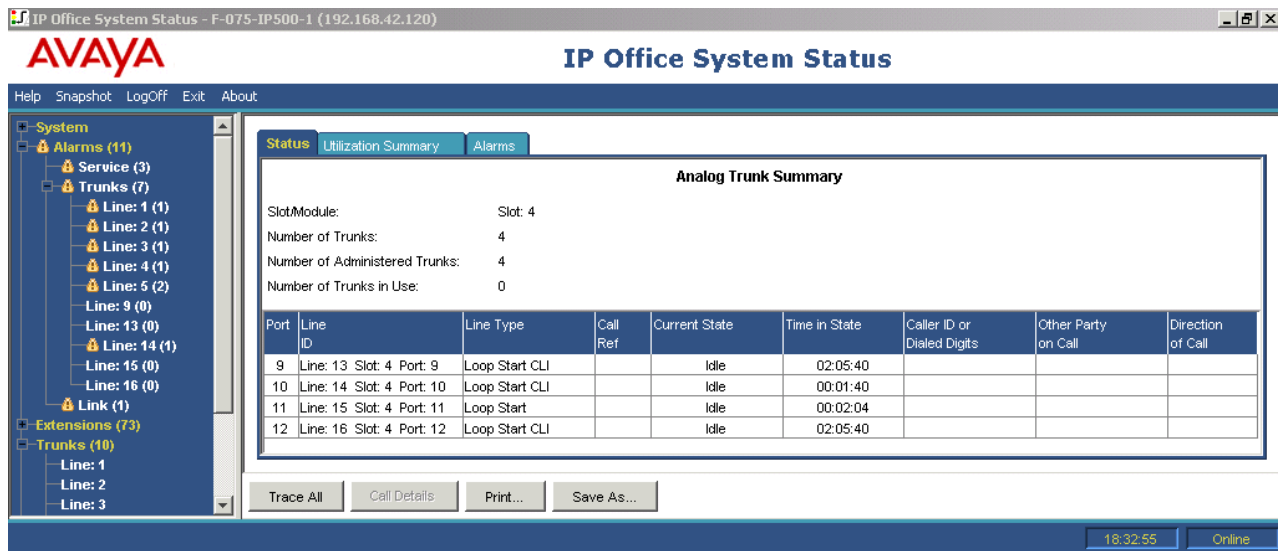 IP Office System Status - F-075-IP500-1 (192.168.42.120)
AVAYA
IP Office System Status
Help Snapshot LogOff Exit About
System
Alarms (11)
Service (3)
Trunks (7)
Line: 1 (1)
Line: 2 (1)
Line: 3 (1)
Line: 4 (1)
Line: 5 (2)
Line: 9 (0)
Line: 13 (0)
Line: 14 (1)
Line: 15 (0)
Line: 16 (0)
Link (1)
Extensions (73)
Trunks (10)
Line: 1
Line: 2
Line: 3
Status Utilization Summary Alarms
Analog Trunk Summary
Slot/Module: Slot: 4
Number of Trunks: 4
Number of Administered Trunks: 4
Number of Trunks in Use: 0
Port Line ID Line Type Call Ref Current State Time in State Caller ID or Dialed Digits Other Party on Call Direction of Call
9 Line: 13 Slot: 4 Port: 9 Loop Start CLI Idle 02:05:40
10 Line: 14 Slot: 4 Port: 10 Loop Start CLI Idle 00:01:40
11 Line: 15 Slot: 4 Port: 11 Loop Start Idle 00:02:04
12 Line: 16 Slot: 4 Port: 12 Loop Start CLI Idle 02:05:40
Trace All Call Details Print... Save As...
18:32:55 Online